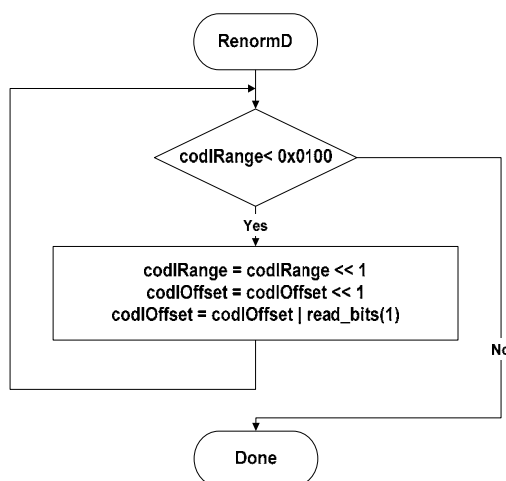 RenormD
codIRange< 0x0100
Yes
codIRange = codIRange << 1
codIOffset = codIOffset << 1
codIOffset = codIOffset | read_bits(1)
No
Done